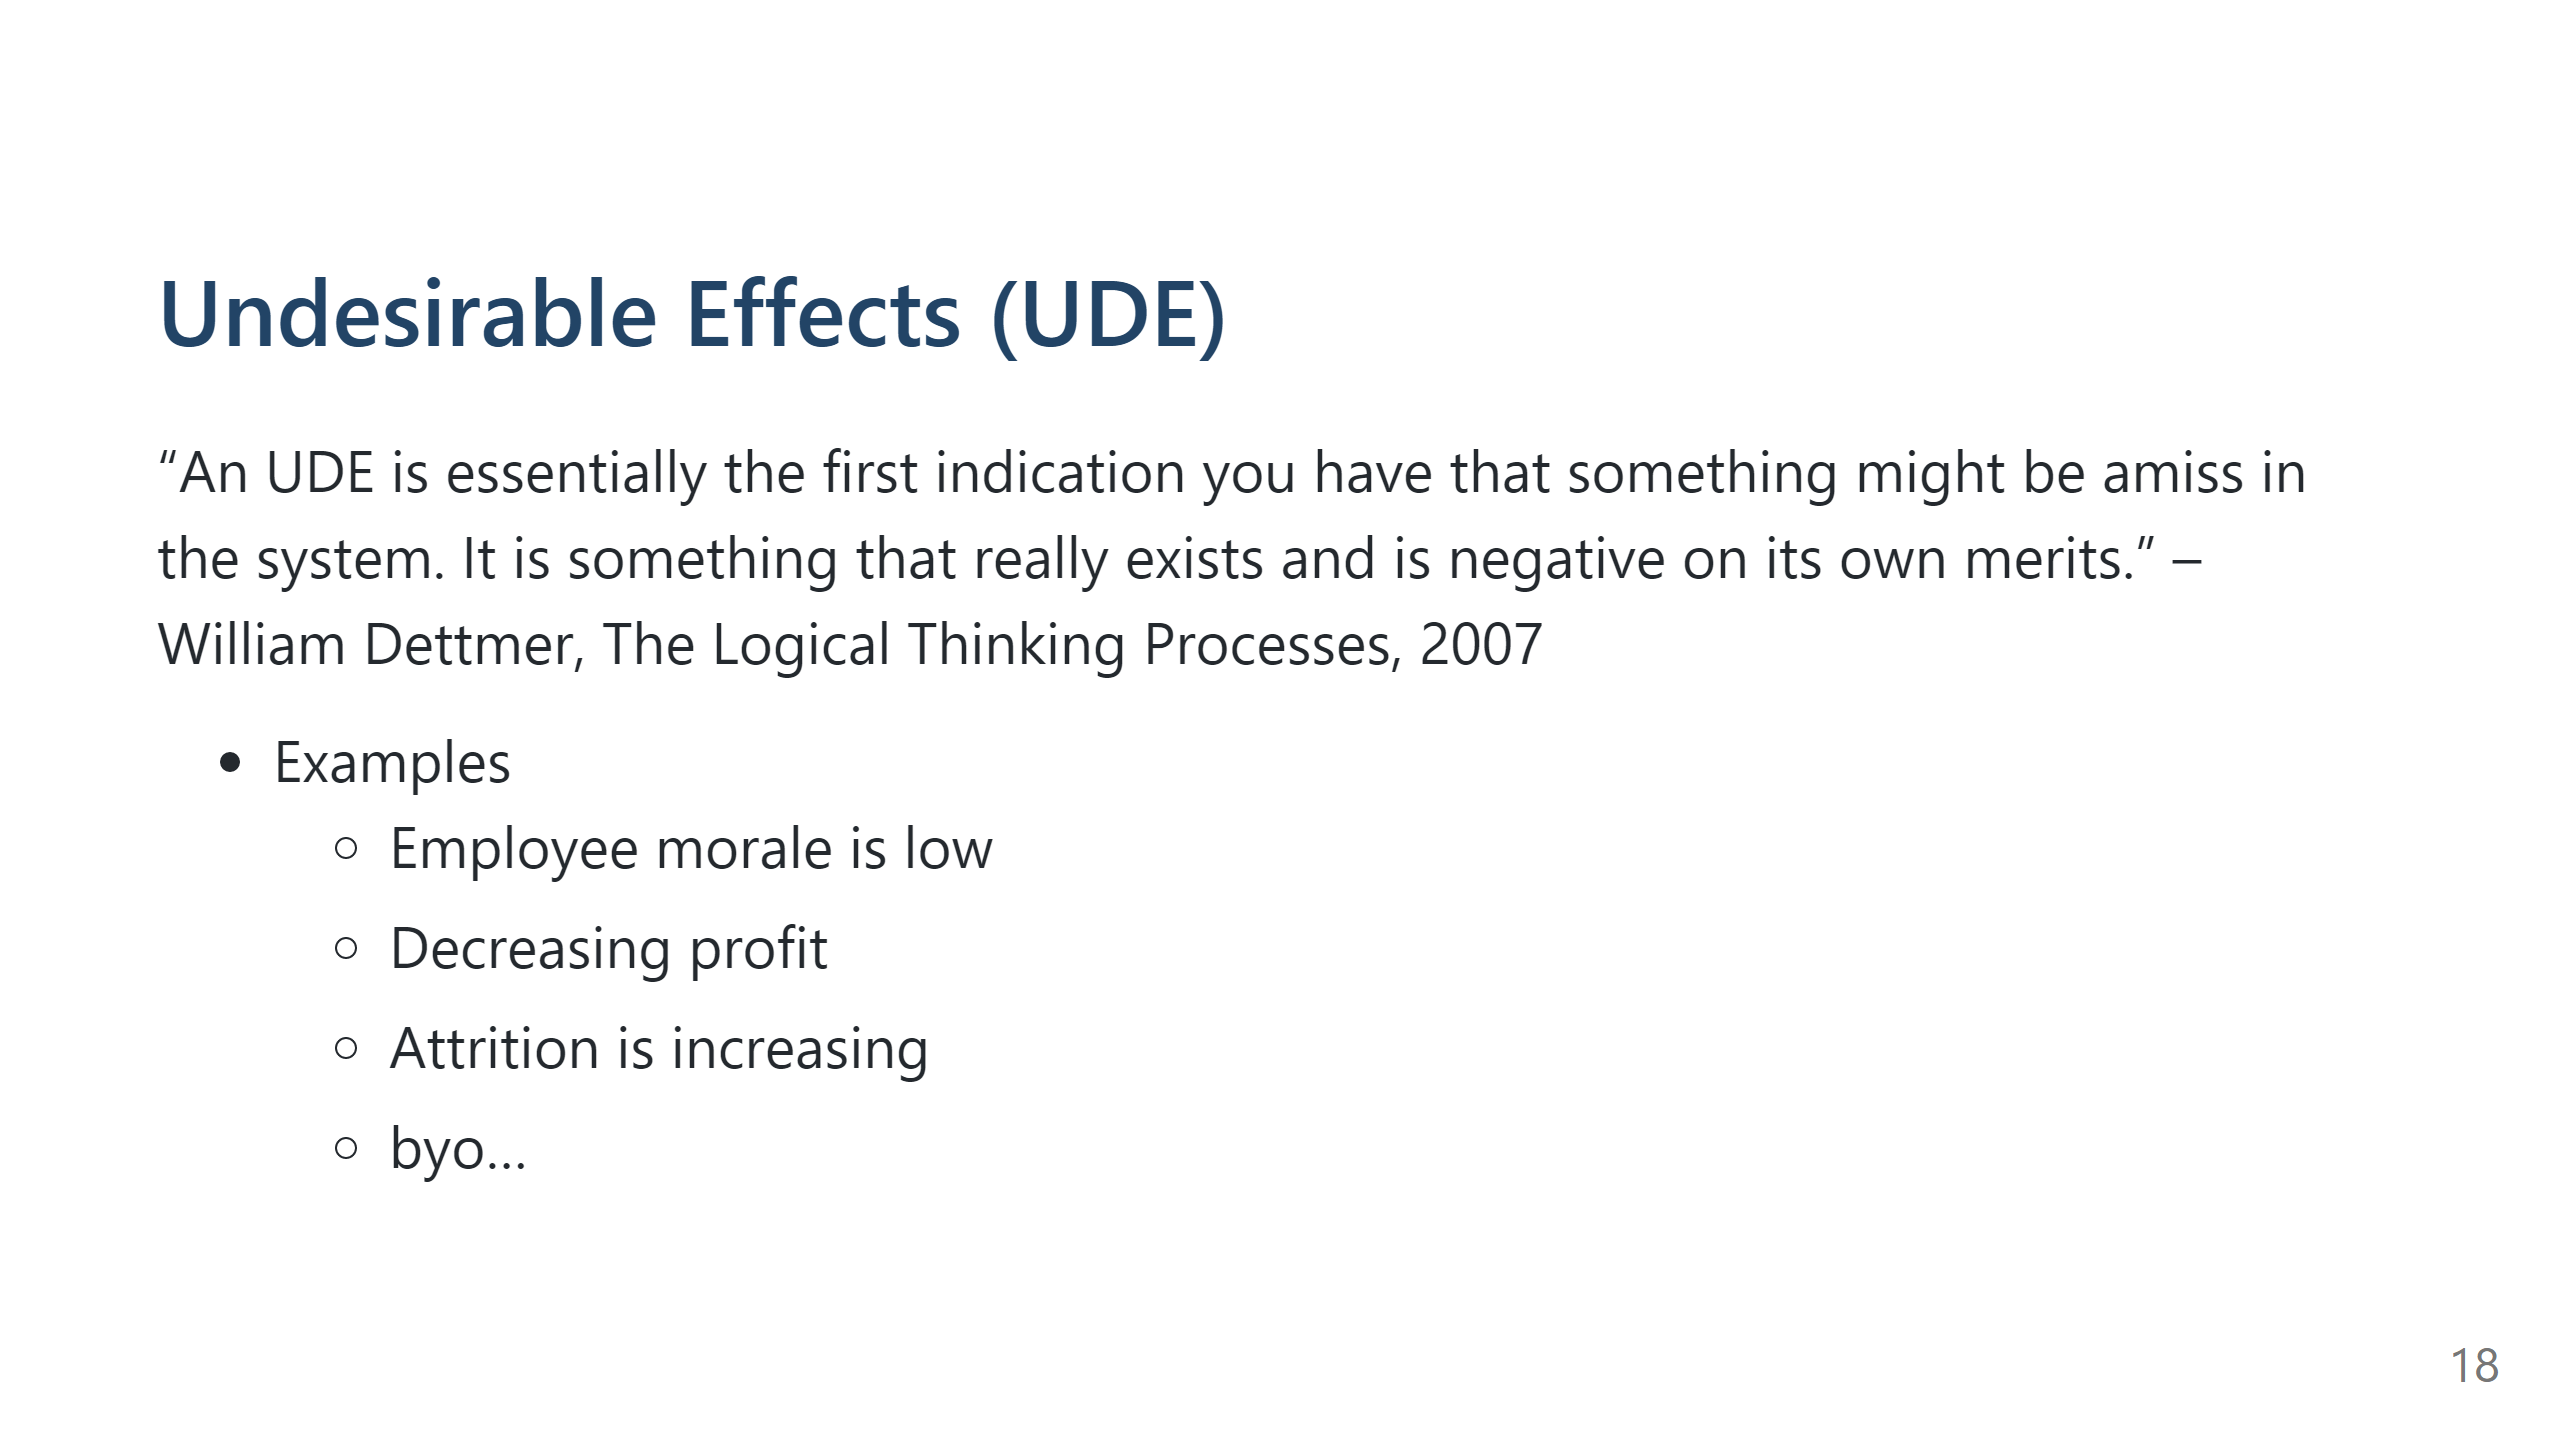 Undesirable Effects (UDE)
“An UDE is essentially the first indication you have that something might be amiss in
the system. It is something that really exists and is negative on its own merits.” –
William Dettmer, The Logical Thinking Processes, 2007
• Examples
○ Employee morale is low
○ Decreasing profit
○ Attrition is increasing
○ byo...
18